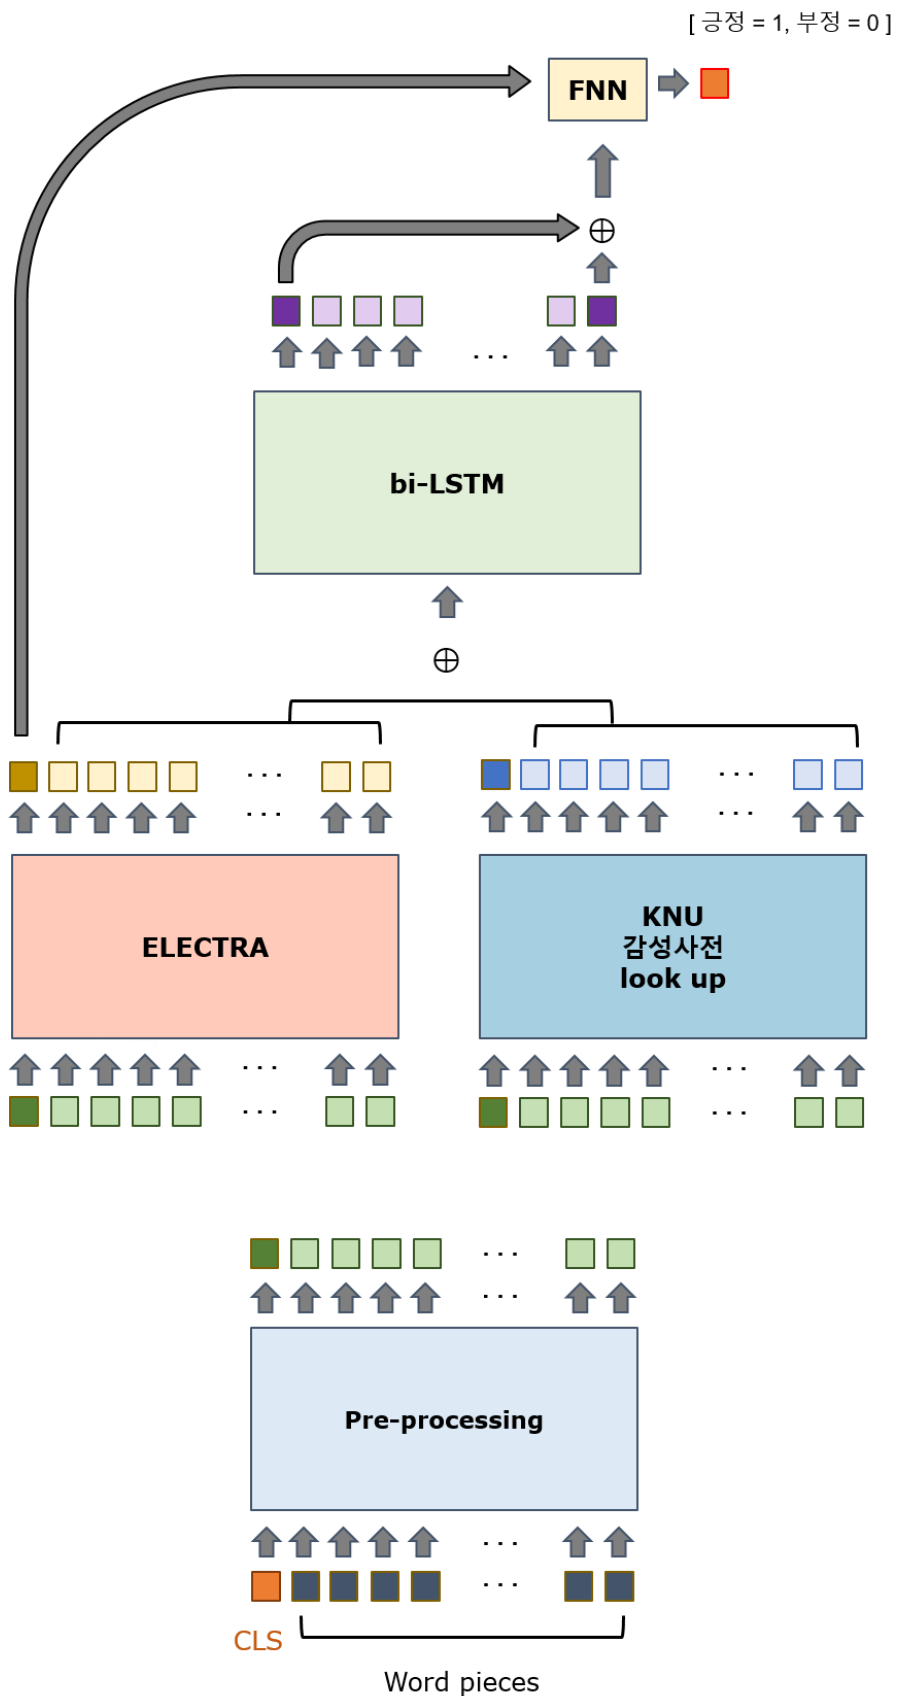 [ 긍정 = 1, 부정 = 0 ]
FNN
⊕
. . .
bi-LSTM
⊕
. . .
. . .
. . .
. . .
ELECTRA
KNU
감성사전
look up
. . .
. . .
. . .
. . .
. . .
. . .
Pre-processing
. . .
. . .
CLS
Word pieces